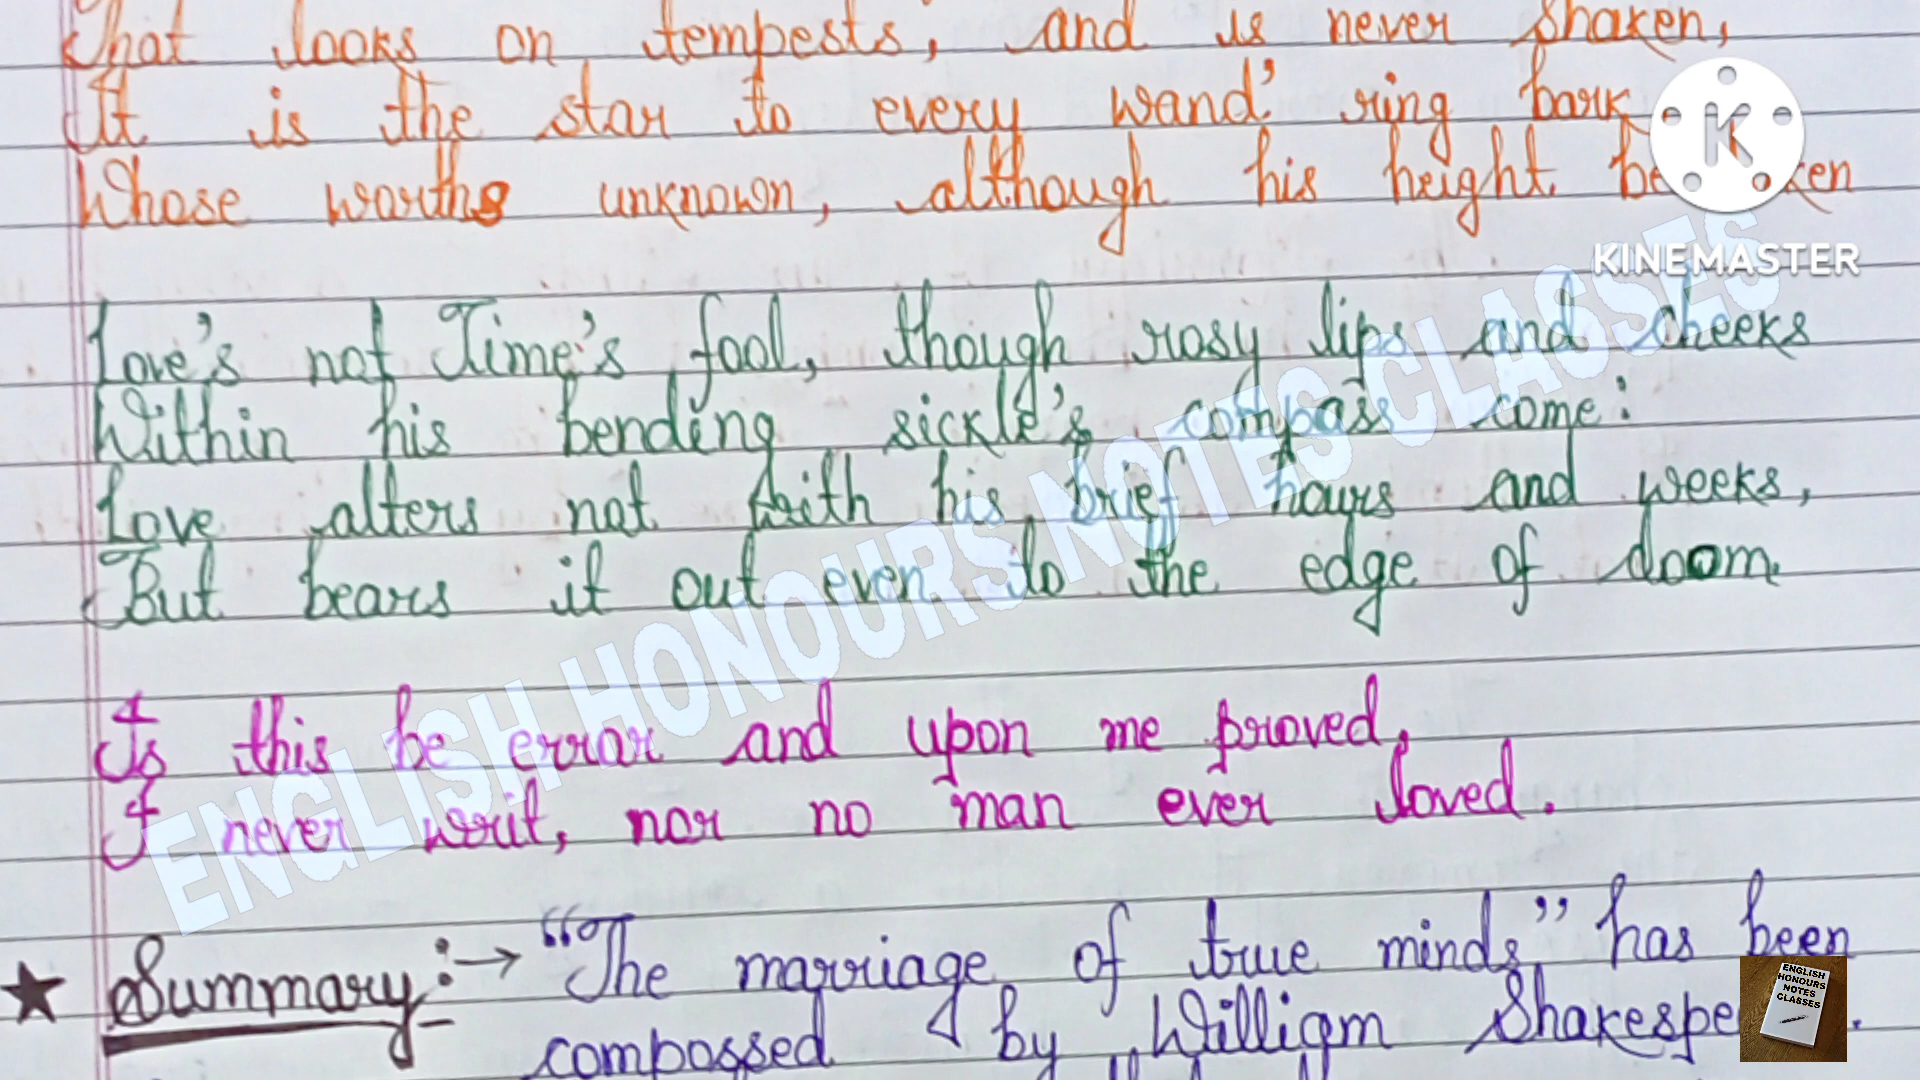 That looks on tempests, and is never shaken,
It is the star to every wand'ring bark
Whose worths unknown, although his height be ken
KINEMASTER
Love's not Time's fool, though rosy lips and cheeks
Within his bending sickle's compass come:
Love alters not with his brief hours and weeks,
But bears it out even to the edge of doom.
Is this be error and upon me proved,
I never writ, nor no man ever loved.
ENGLISH HONOURS NOTES CLASSES
Summary:→ "The marriage of true minds" has been
compossed by William Shakespe
ENGLISH
HONOURS
NOTES
CLASSES